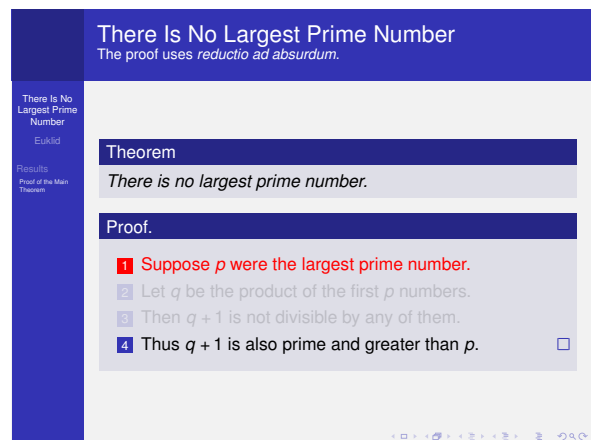 There Is No Largest Prime Number
The proof uses reductio ad absurdum.
There Is No
Largest Prime
Number
Euklid
Results
Proof of the Main
Theorem
Theorem
There is no largest prime number.
Proof.
1 Suppose p were the largest prime number.
2 Let q be the product of the first p numbers.
3 Then q + 1 is not divisible by any of them.
4 Thus q + 1 is also prime and greater than p.